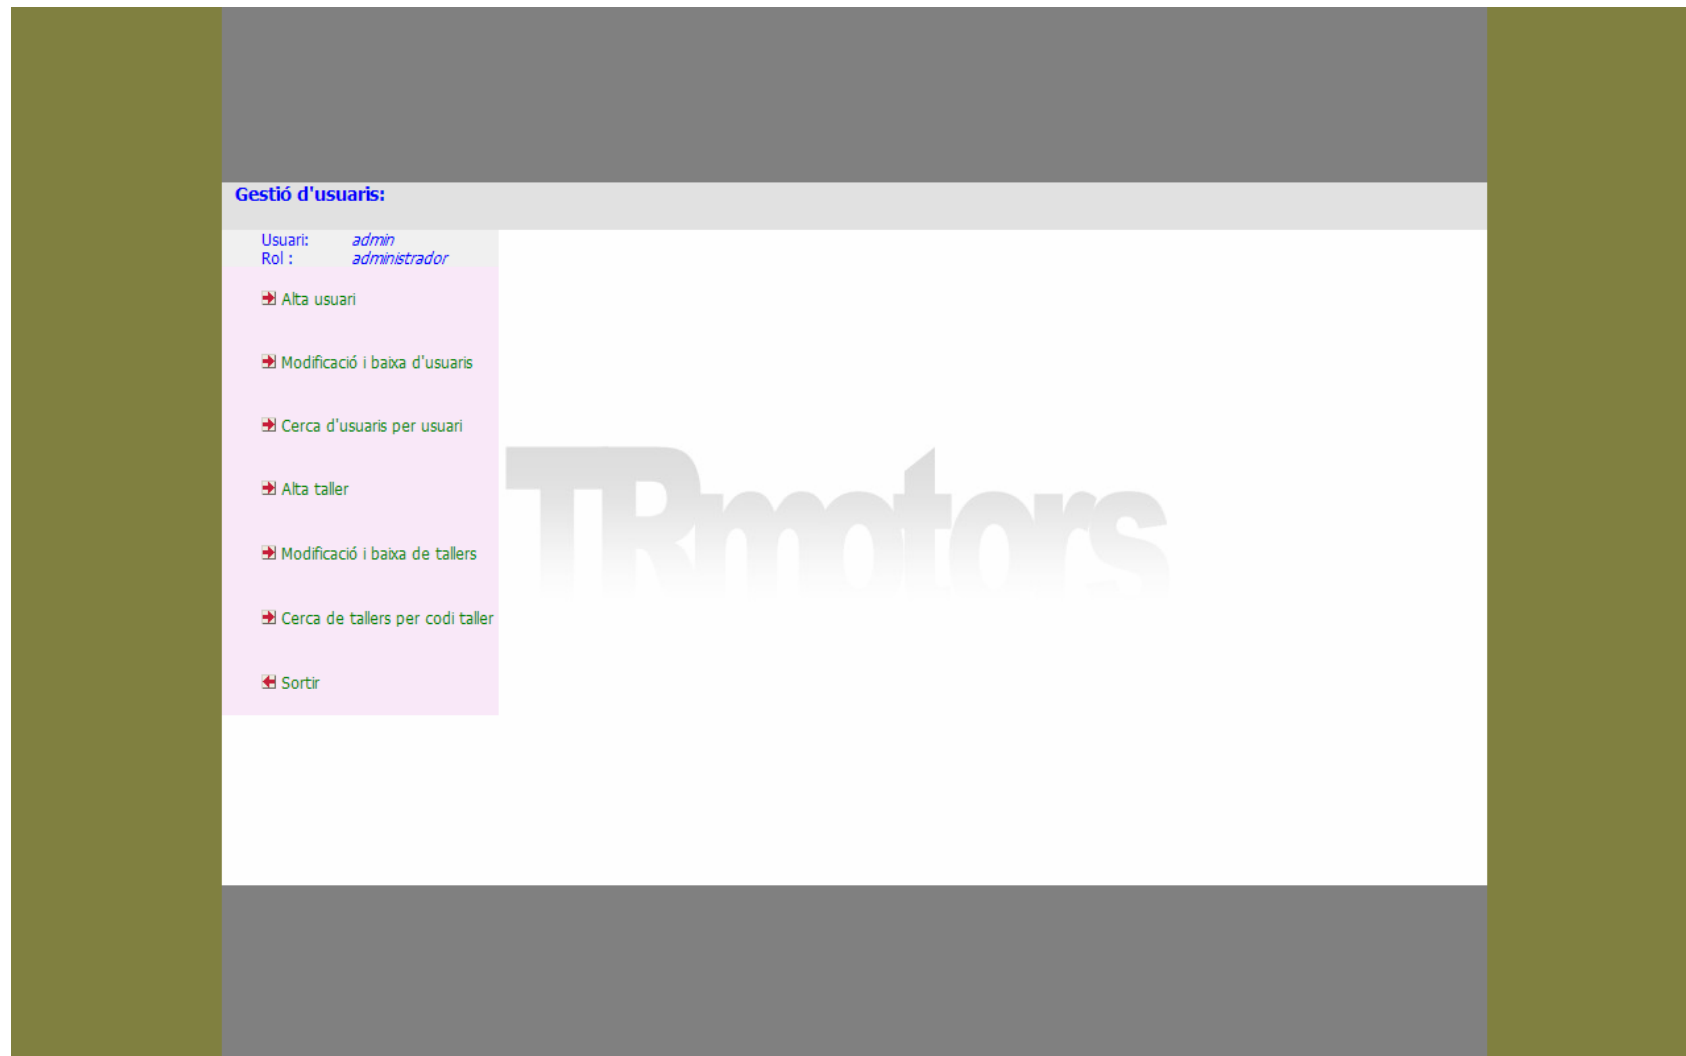 Gestió d'usuaris:
Usuari: admin
Rol : administrador
Alta usuari
Modificació i baixa d'usuaris
Cerca d'usuaris per usuari
Alta taller
Modificació i baixa de tallers
Cerca de tallers per codi taller
Sortir
TRmotors